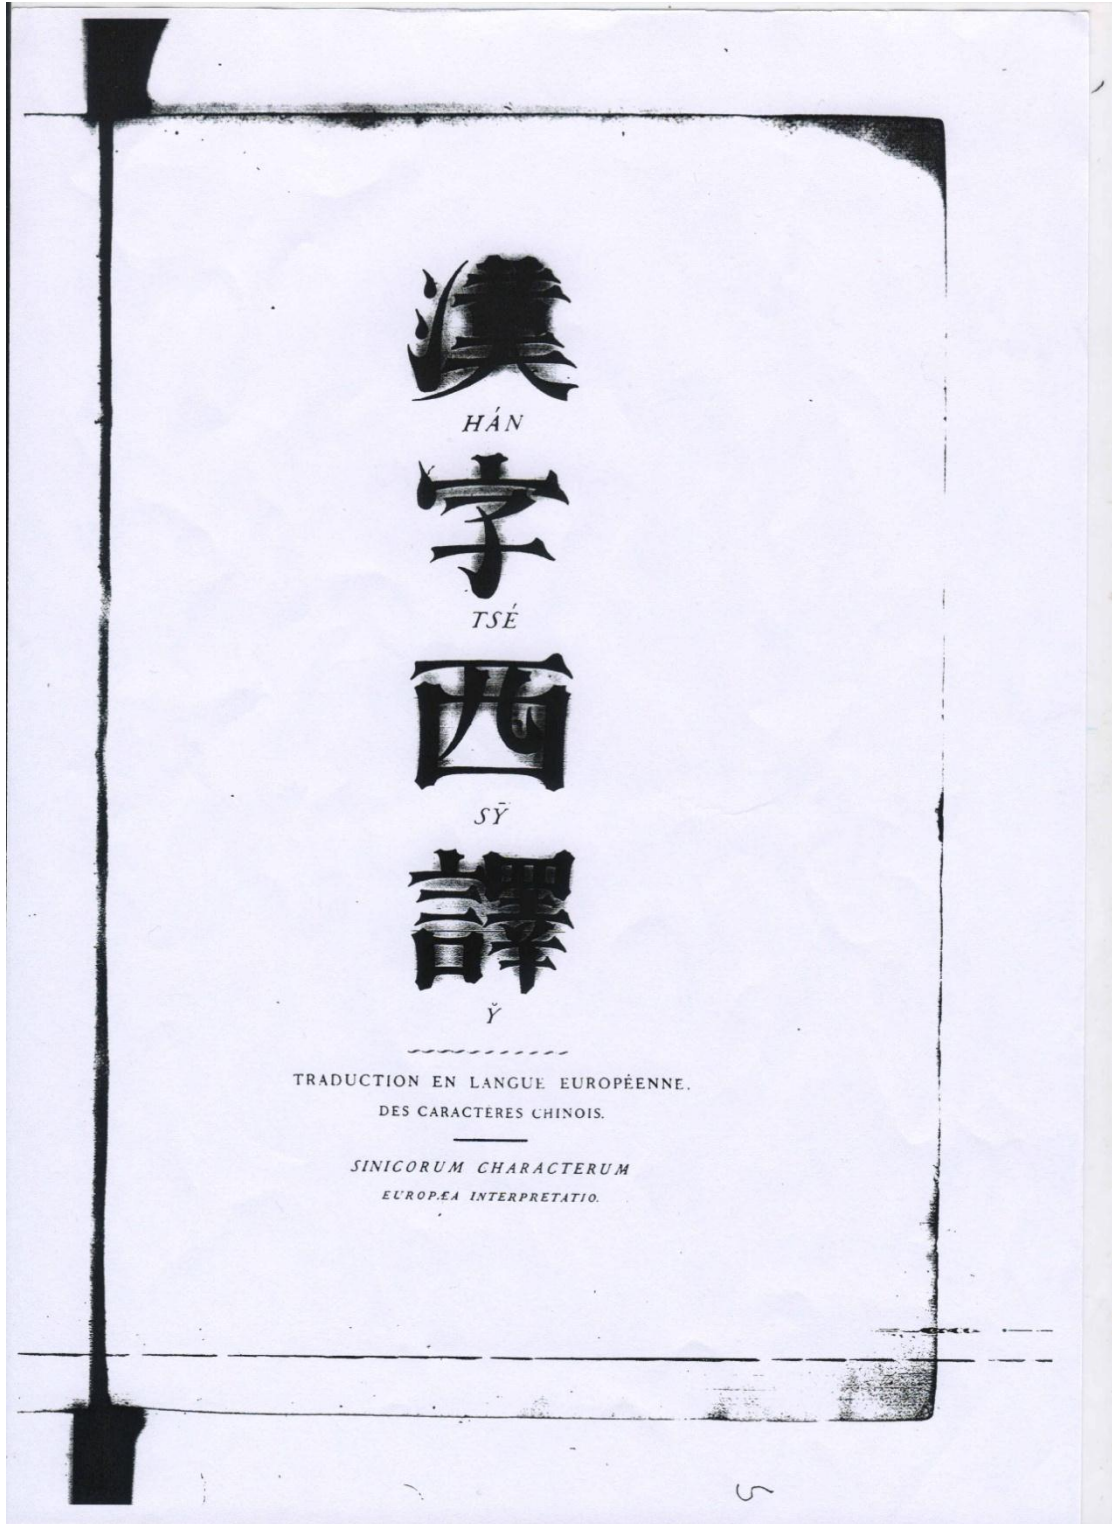 漢
HÁN
字
TSÉ
西
SȲ
譯
Y̆
TRADUCTION EN LANGUE EUROPÉENNE.
DES CARACTÈRES CHINOIS.
SINICORUM CHARACTERUM
EUROPÆA INTERPRETATIO.